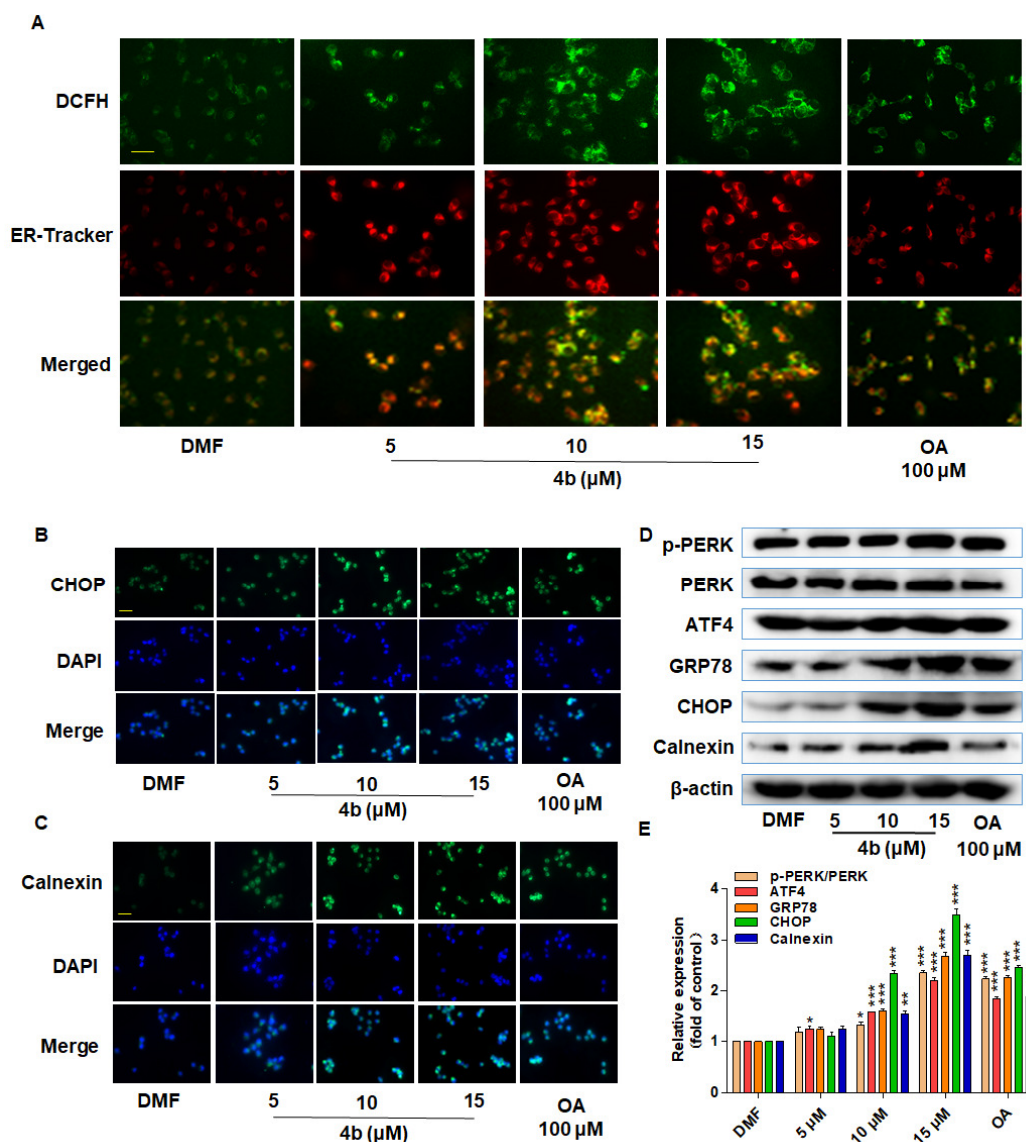 A
DCFH
ER-Tracker
Merged
DMF
5
10
15
OA
100 µM
4b (µM)
B
CHOP
DAPI
Merge
DMF
5
10
15
OA
100 µM
4b (µM)
C
Calnexin
DAPI
Merge
DMF
5
10
15
OA
100 µM
4b (µM)
D
p-PERK
PERK
ATF4
GRP78
CHOP
Calnexin
β-actin
DMF
5
10
15
OA
100 µM
4b (µM)
E
p-PERK/PERK
ATF4
GRP78
CHOP
Calnexin
Relative expression
(fold of control)
4
3
2
1
0
*
*
***
***
***
**
***
***
***
***
***
***
***
***
***
DMF
5 µM
10 µM
15 µM
OA